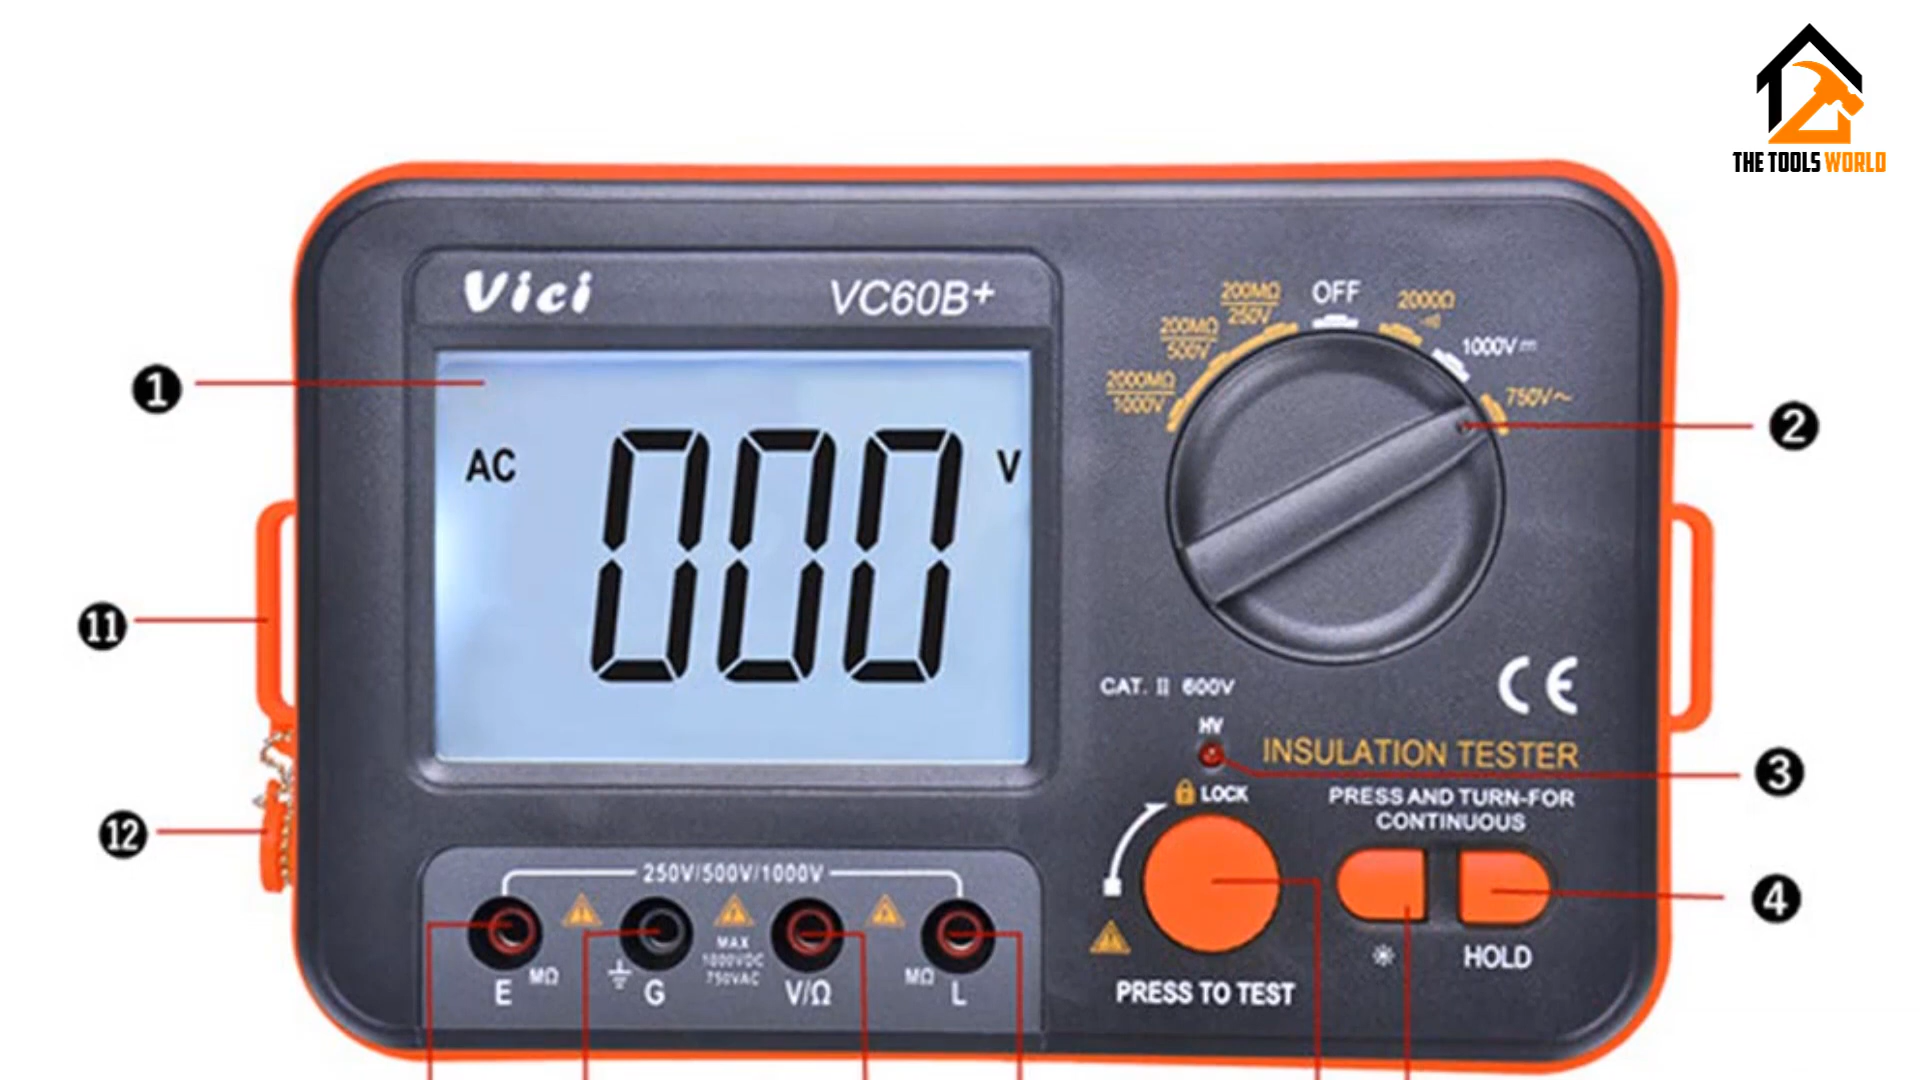 THE TOOLS WORLD
Vici VC60B+
200MΩ
250V
OFF
2000Ω
200MΩ
500V
1000V
2000MΩ
1000V
750V~
1
2
AC 000 V
11
CAT. II 600V
HV
INSULATION TESTER
3
LOCK
PRESS AND TURN-FOR
CONTINUOUS
12
250V/500V/1000V
4
MAX
1000VDC
750VAC
E MΩ
G
V/Ω
MΩ L
HOLD
PRESS TO TEST
CE